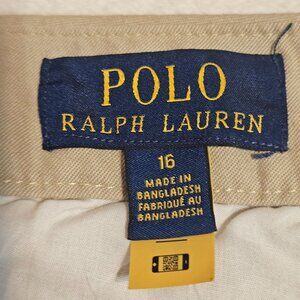 POLO
RALPH LAUREN
16
MADE IN
BANGLADESH
FABRIQUÉ AU
BANGLADESH